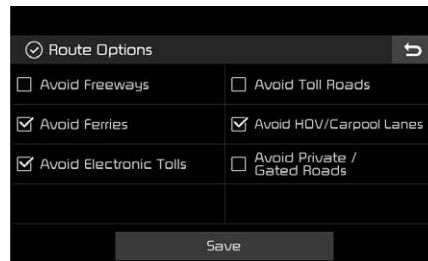 Route Options
Avoid Freeways
Avoid Toll Roads
Avoid Ferries
Avoid HOV/Carpool Lanes
Avoid Electronic Tolls
Avoid Private /
Gated Roads
Save